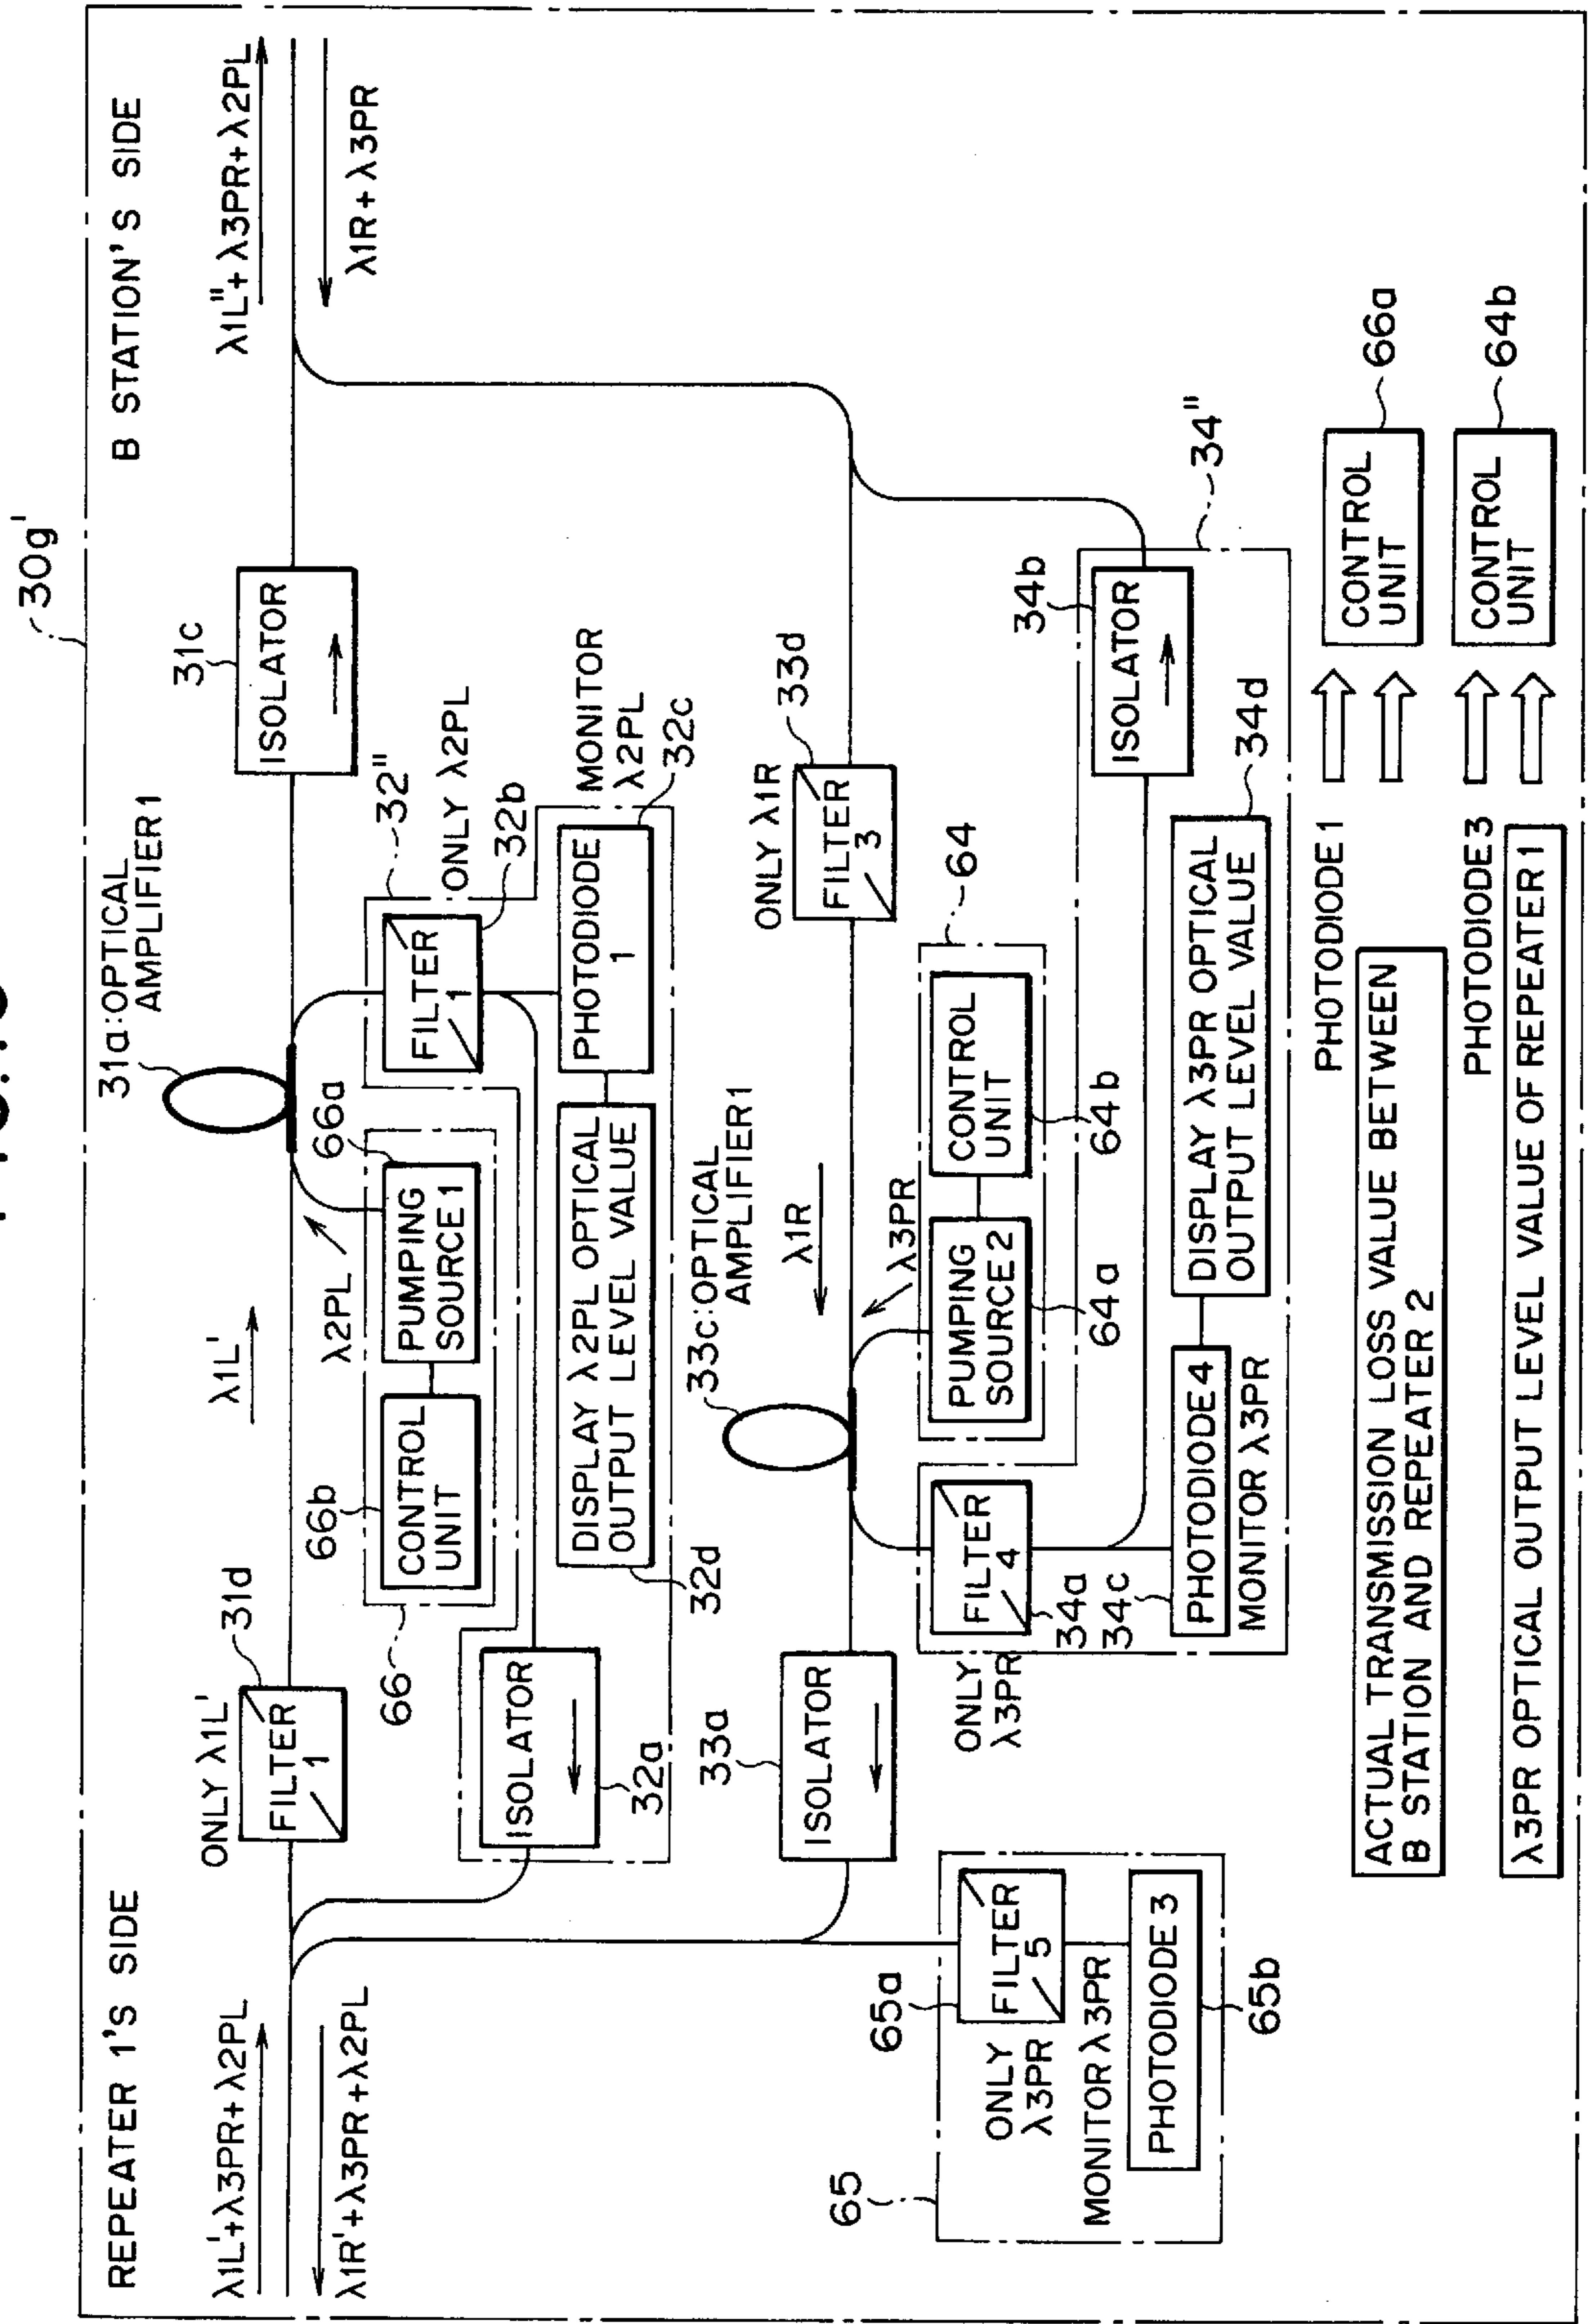 30g'
REPEATER 1'S SIDE
B STATION'S SIDE
λ1L'+λ3PR+λ2PL
λ1R'+λ3PR+λ2PL
λ1L''+λ3PR+λ2PL
λ1R+λ3PR
ONLY λ1L'
31d
FILTER
1
λ1L'
31a:OPTICAL
AMPLIFIER1
31c
ISOLATOR
λ2PL
66
66b
CONTROL
UNIT
66a
PUMPING
SOURCE 1
32''
ONLY λ2PL
FILTER
1
32b
MONITOR
λ2PL
PHOTODIODE
1
32c
ISOLATOR
32a
DISPLAY λ2PL OPTICAL
OUTPUT LEVEL VALUE
32d
33a
ISOLATOR
33c:OPTICAL
AMPLIFIER1
λ1R
λ3PR
ONLY λ1R
33d
FILTER
3
64
PUMPING
SOURCE 2
64a
CONTROL
UNIT
64b
ONLY
λ3PR
FILTER
4
34a
34c
PHOTODIODE 4
MONITOR λ3PR
DISPLAY λ3PR OPTICAL
OUTPUT LEVEL VALUE
34d
34b
ISOLATOR
34''
65
65a
FILTER
5
ONLY
λ3PR
MONITOR λ3PR
PHOTODIODE 3
65b
PHOTODIODE 1
ACTUAL TRANSMISSION LOSS VALUE BETWEEN
B STATION AND REPEATER 2
CONTROL
UNIT
66a
PHOTODIODE 3
λ3PR OPTICAL OUTPUT LEVEL VALUE OF REPEATER 1
CONTROL
UNIT
64b